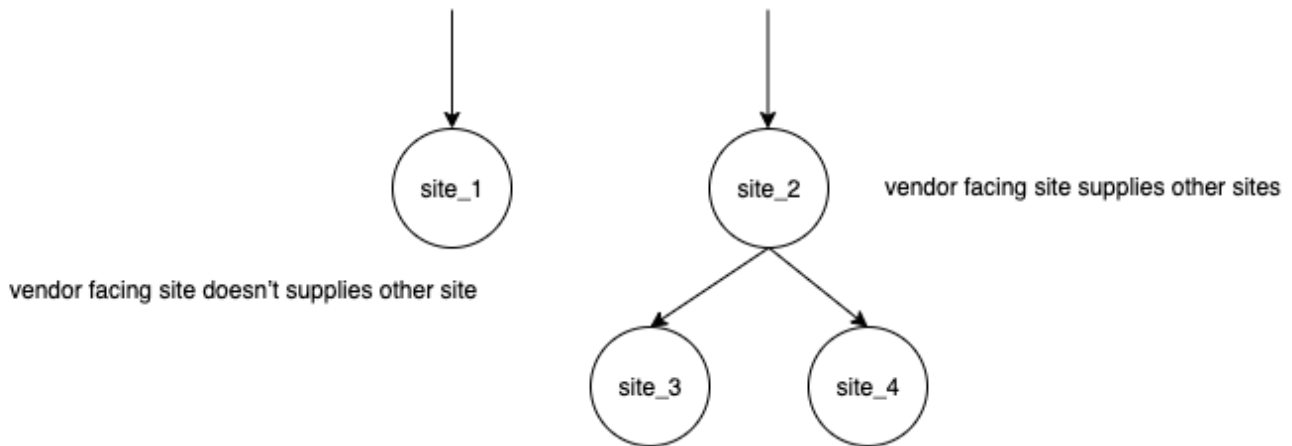 site_1
site_2
vendor facing site supplies other sites
vendor facing site doesn't supplies other site
site_3
site_4